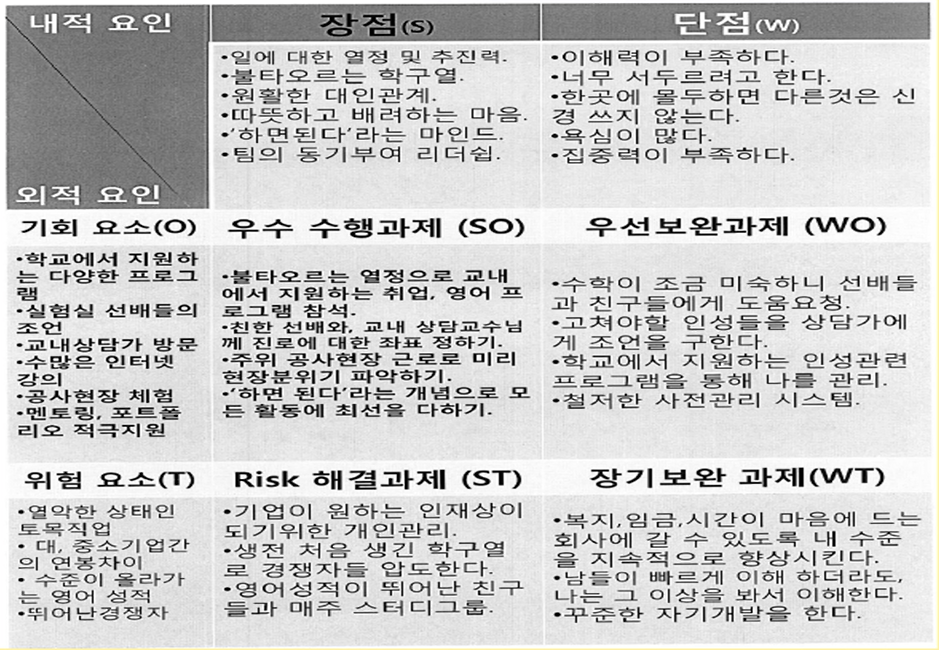 내적 요인
외적 요인
장점(S)
•일에 대한 열정 및 추진력.
•불타오르는 학구열.
•원활한 대인관계.
•따뜻하고 배려하는 마음.
•‘하면된다’라는 마인드.
•팀의 동기부여 리더쉽.
단점(W)
•이해력이 부족하다.
•너무 서두르려고 한다.
•한곳에 몰두하면 다른것은 신
경 쓰지 않는다.
•욕심이 많다.
•집중력이 부족하다.
기회 요소(O)
•학교에서 지원하
는 다양한 프로그
램
•실험실 선배들의
조언
•교내상담가 방문
•수많은 인터넷
강의
•공사현장 체험
•멘토링, 포트폴
리오 적극지원
우수 수행과제 (SO)
•불타오르는 열정으로 교내
에서 지원하는 취업, 영어 프
로그램 참석.
•친한 선배와, 교내 상담교수님
께 진로에 대한 좌표 정하기.
•주위 공사현장 근로로 미리
현장분위기 파악하기.
•‘하면 된다’라는 개념으로 모
든 활동에 최선을 다하기.
우선보완과제 (WO)
•수학이 조금 미숙하니 선배들
과 친구들에게 도움요청.
•고쳐야할 인성들을 상담가에
게 조언을 구한다.
•학교에서 지원하는 인성관련
프로그램을 통해 나를 관리.
•철저한 사전관리 시스템.
위험 요소(T)
•열악한 상태인
토목직업
• 대, 중소기업간
의 연봉차이
• 수준이 올라가
는 영어 성적
•뛰어난경쟁자
Risk 해결과제 (ST)
•기업이 원하는 인재상이
되기위한 개인관리.
•생전 처음 생긴 학구열
로 경쟁자들 압도한다.
•영어성적이 뛰어난 친구
들과 매주 스터디그룹.
장기보완 과제(WT)
•복지,임금,시간이 마음에 드는
회사에 갈 수 있도록 내 수준
을 지속적으로 향상시킨다.
•남들이 빠르게 이해 하더라도,
나는 그 이상을 봐서 이해한다.
•꾸준한 자기개발을 한다.